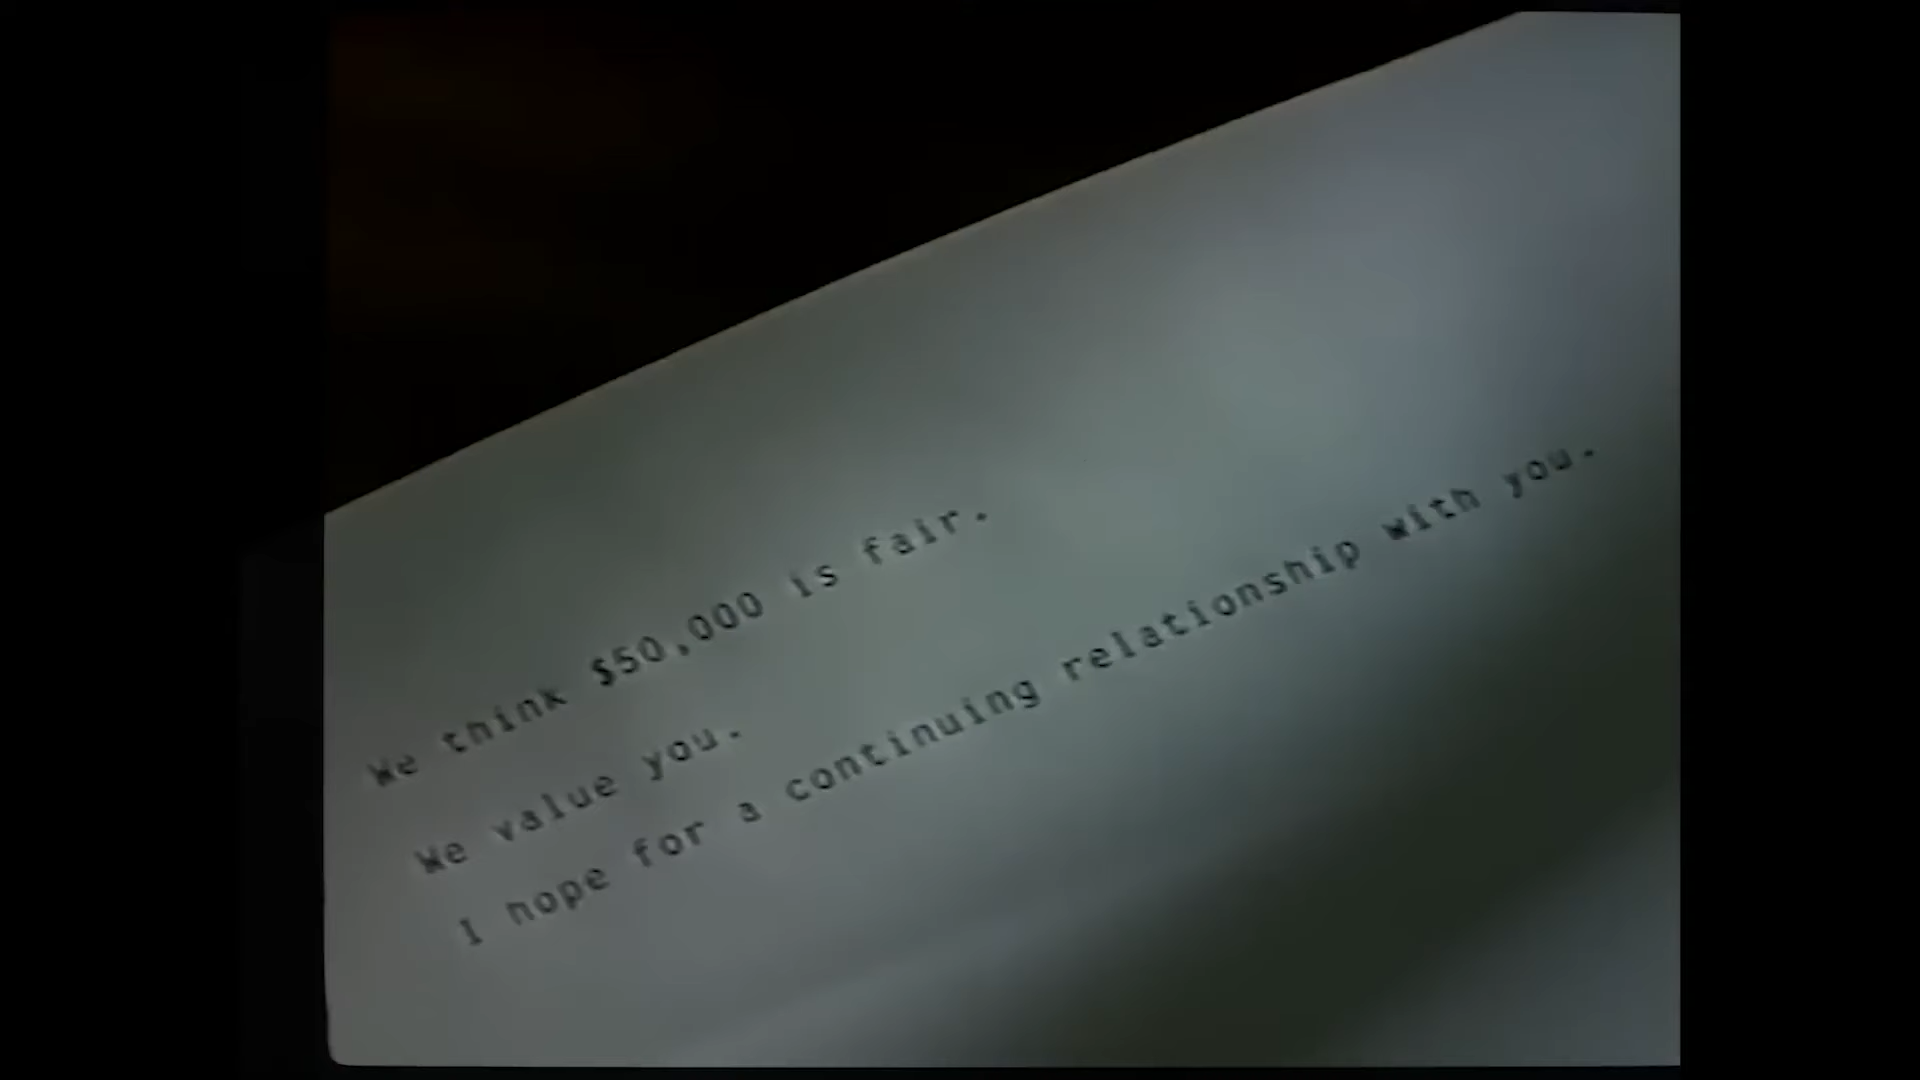 We think $50,000 is fair.
We value you.
I hope for a continuing relationship with you.